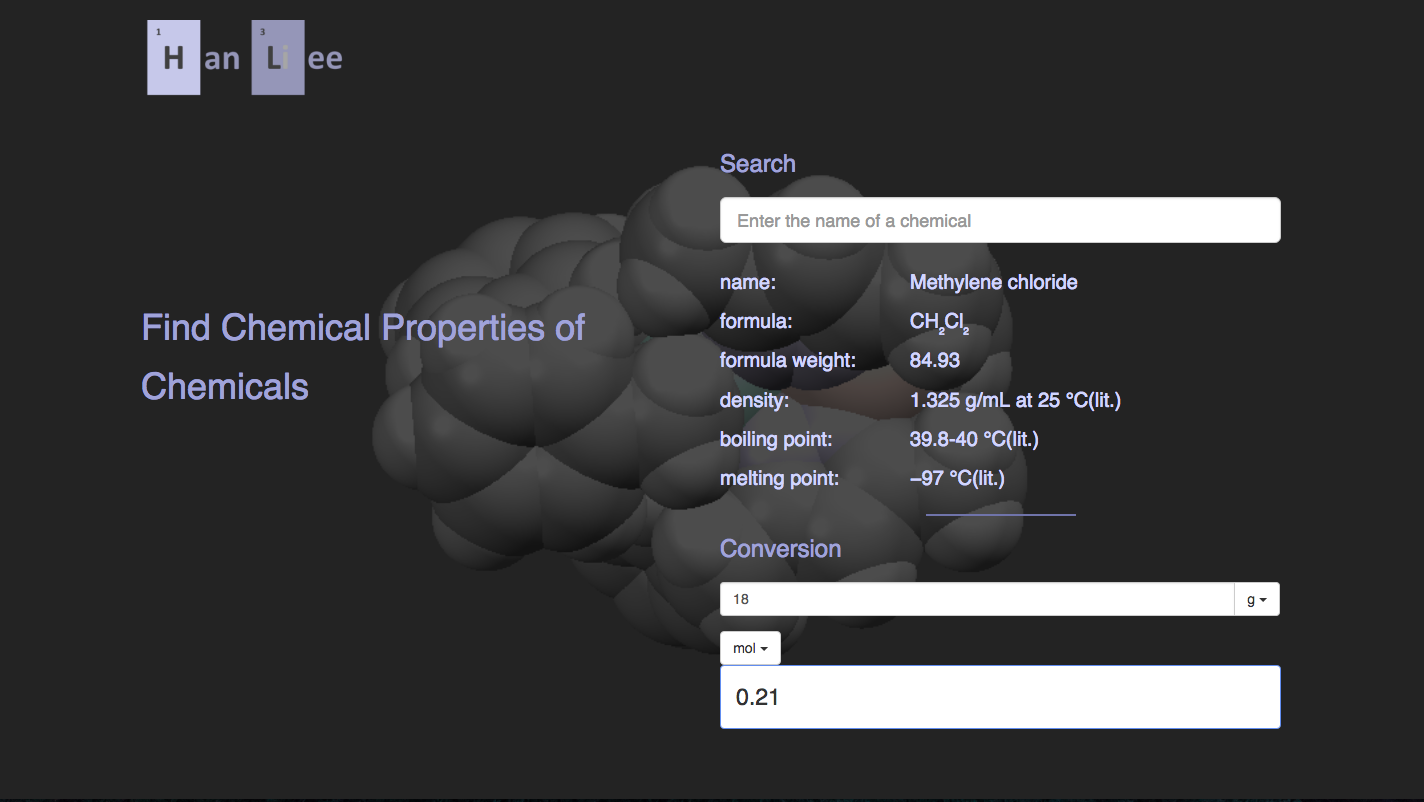 1 3
H an Li ee
Search
Enter the name of a chemical
name: Methylene chloride
Find Chemical Properties of
Chemicals
formula: CH₂Cl₂
formula weight: 84.93
density: 1.325 g/mL at 25 °C(lit.)
boiling point: 39.8-40 °C(lit.)
melting point: −97 °C(lit.)
Conversion
18 g
mol
0.21